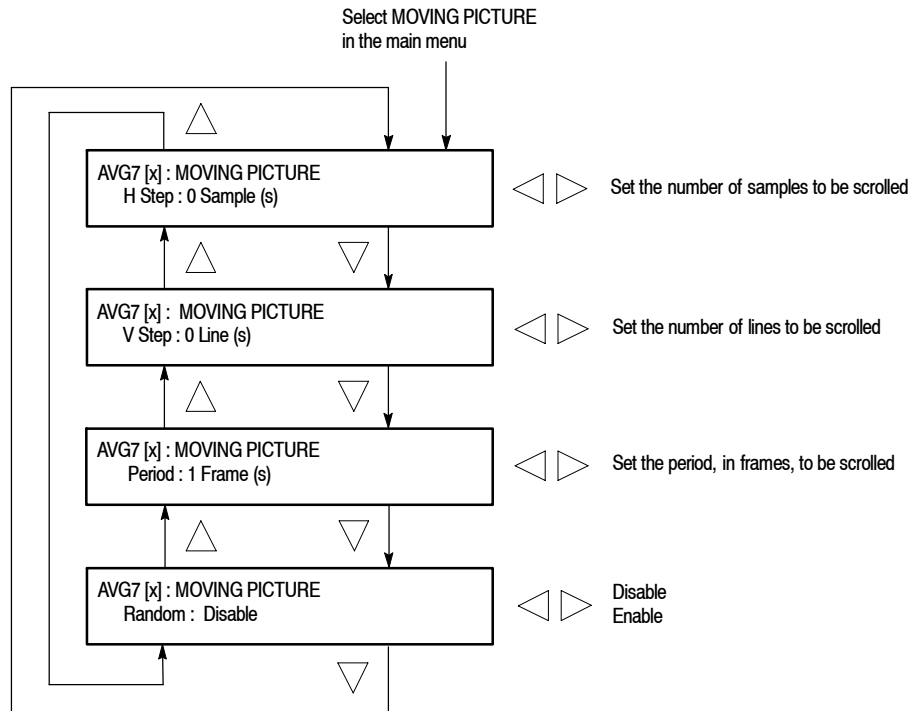 Select MOVING PICTURE
in the main menu
AVG7 [x] : MOVING PICTURE
H Step : 0 Sample (s)
Set the number of samples to be scrolled
AVG7 [x] :  MOVING PICTURE
V Step : 0 Line (s)
Set the number of lines to be scrolled
AVG7 [x] : MOVING PICTURE
Period : 1 Frame (s)
Set the period, in frames, to be scrolled
AVG7 [x] : MOVING PICTURE
Random :  Disable
Disable
Enable